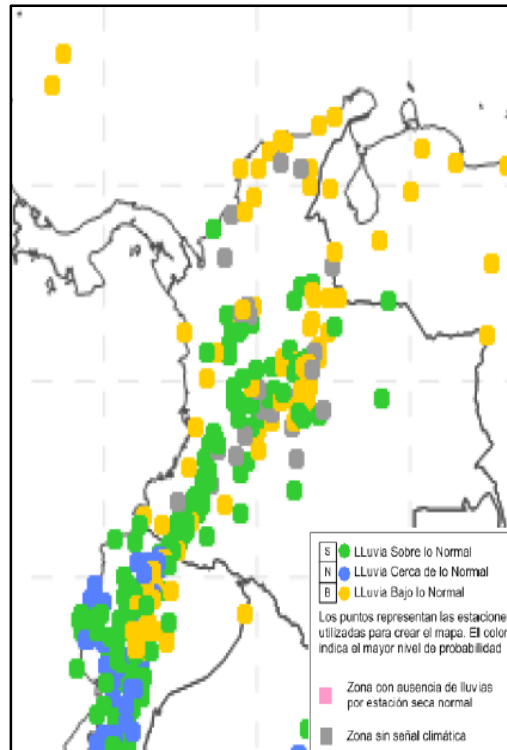 S LLuvia Sobre lo Normal
N LLuvia Cerca de lo Normal
B LLuvia Bajo lo Normal
Los puntos representan las estacione
utilizadas para crear el mapa. El color
indica el mayor nivel de probabilidad
Zona con ausencia de lluvias
por estación seca normal
Zona sin señal climática